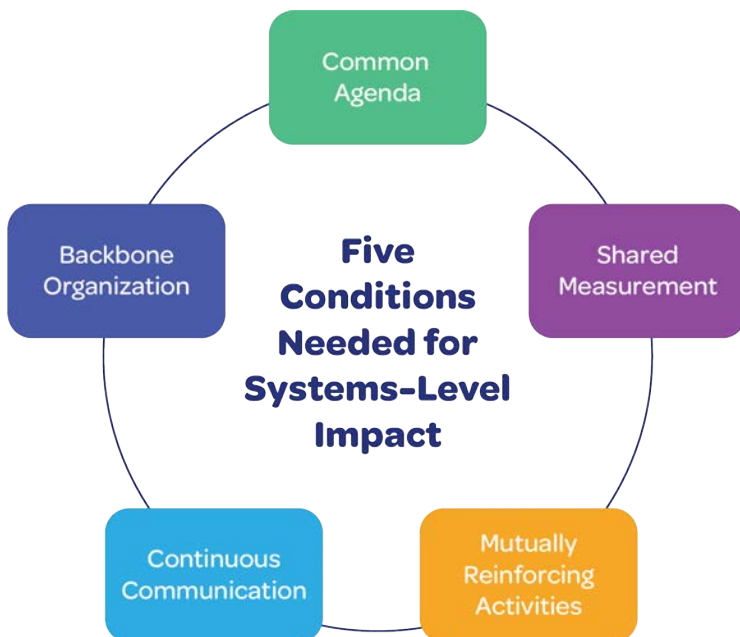 Common
Agenda
Backbone
Organization
Five
Conditions
Needed for
Systems-Level
Impact
Shared
Measurement
Continuous
Communication
Mutually
Reinforcing
Activities